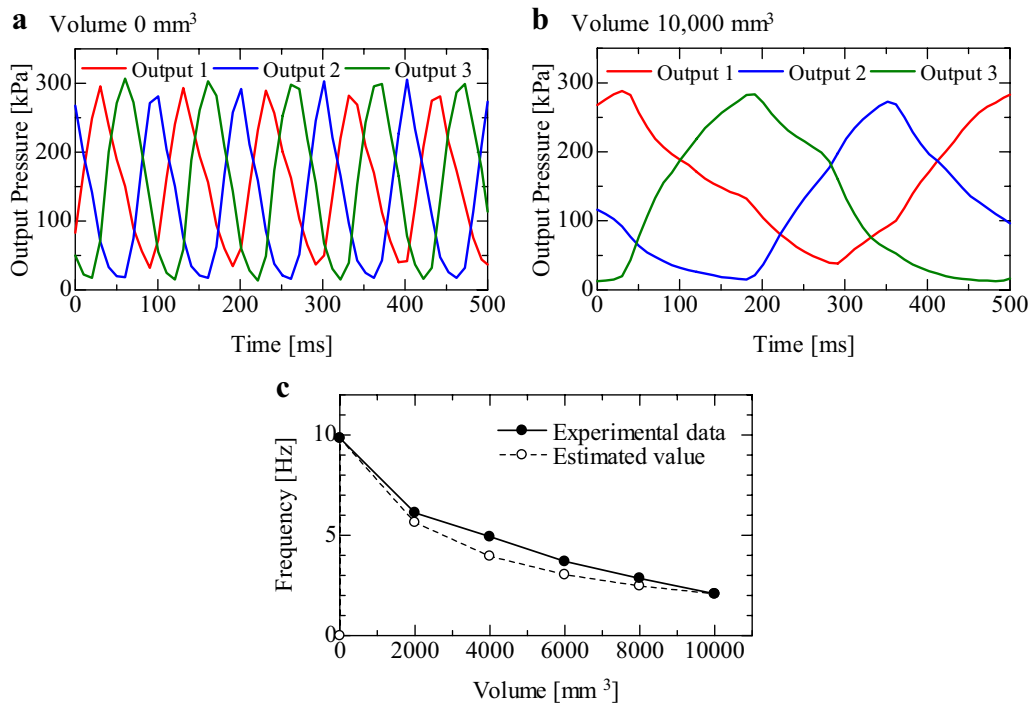 a Volume 0 mm³
Output Pressure [kPa]
300
200
100
0
Output 1 Output 2 Output 3
0 100 200 300 400 500
Time [ms]
b Volume 10,000 mm³
Output Pressure [kPa]
300
200
100
0
Output 1 Output 2 Output 3
0 100 200 300 400 500
Time [ms]
c
Frequency [Hz]
10
5
0
Experimental data
Estimated value
0 2000 4000 6000 8000 10000
Volume [mm ³]